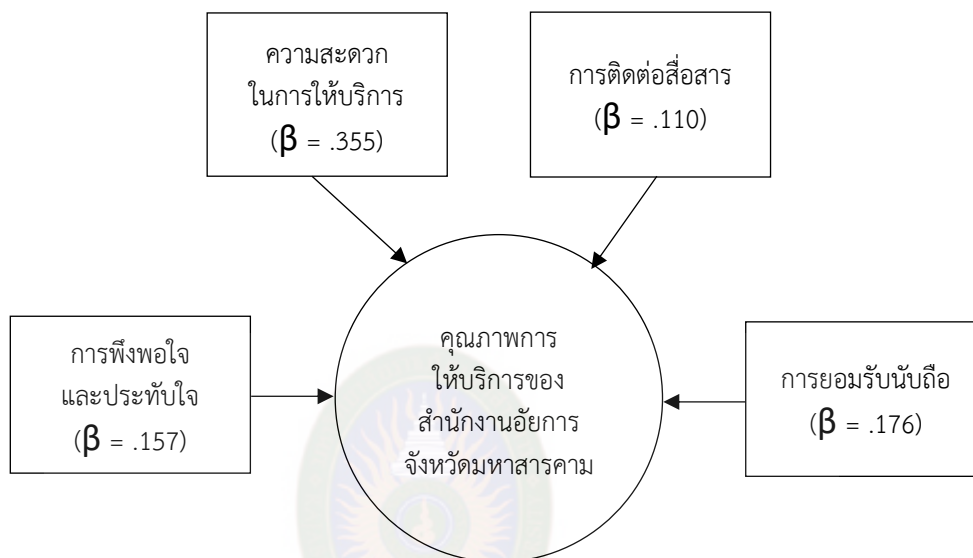 ความสะดวก
ในการให้บริการ
(β = .355)
การติดต่อสื่อสาร
(β = .110)
การพึงพอใจ
และประทับใจ
(β = .157)
คุณภาพการ
ให้บริการของ
สำนักงานอัยการ
จังหวัดมหาสารคาม
การยอมรับนับถือ
(β = .176)